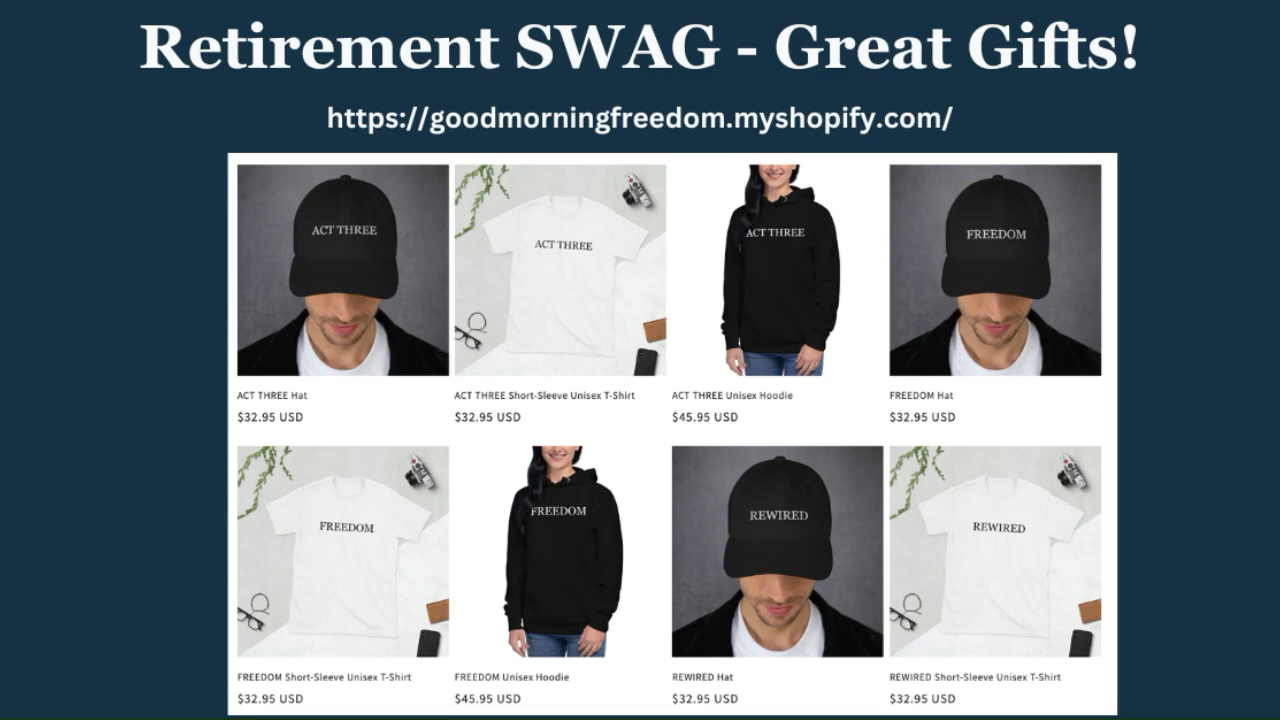 Retirement SWAG - Great Gifts!
https://goodmorningfreedom.myshopify.com/
ACT THREE
ACT THREE
ACT THREE
FREEDOM
ACT THREE Hat
ACT THREE Short-Sleeve Unisex T-Shirt
ACT THREE Unisex Hoodie
FREEDOM Hat
$32.95 USD
$32.95 USD
$45.95 USD
$32.95 USD
FREEDOM
FREEDOM
REWIRED
REWIRED
FREEDOM Short-Sleeve Unisex T-Shirt
FREEDOM Unisex Hoodie
REWIRED Hat
REWIRED Short-Sleeve Unisex T-Shirt
$32.95 USD
$45.95 USD
$32.95 USD
$32.95 USD